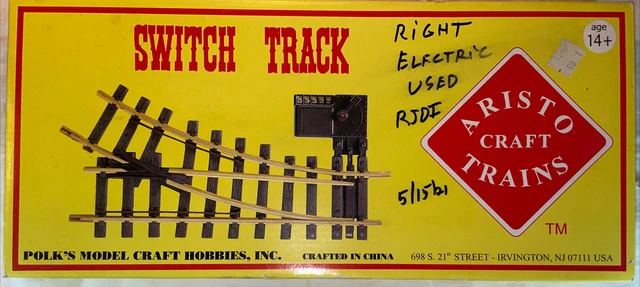 SWITCH TRACK
RIGHT
ELECTRIC
USED
RJDI
5/15/21
age
14+
ARISTO
CRAFT
TRAINS
TM
POLK'S MODEL CRAFT HOBBIES, INC.
CRAFTED IN CHINA
698 S. 21st STREET - IRVINGTON, NJ 07111 USA